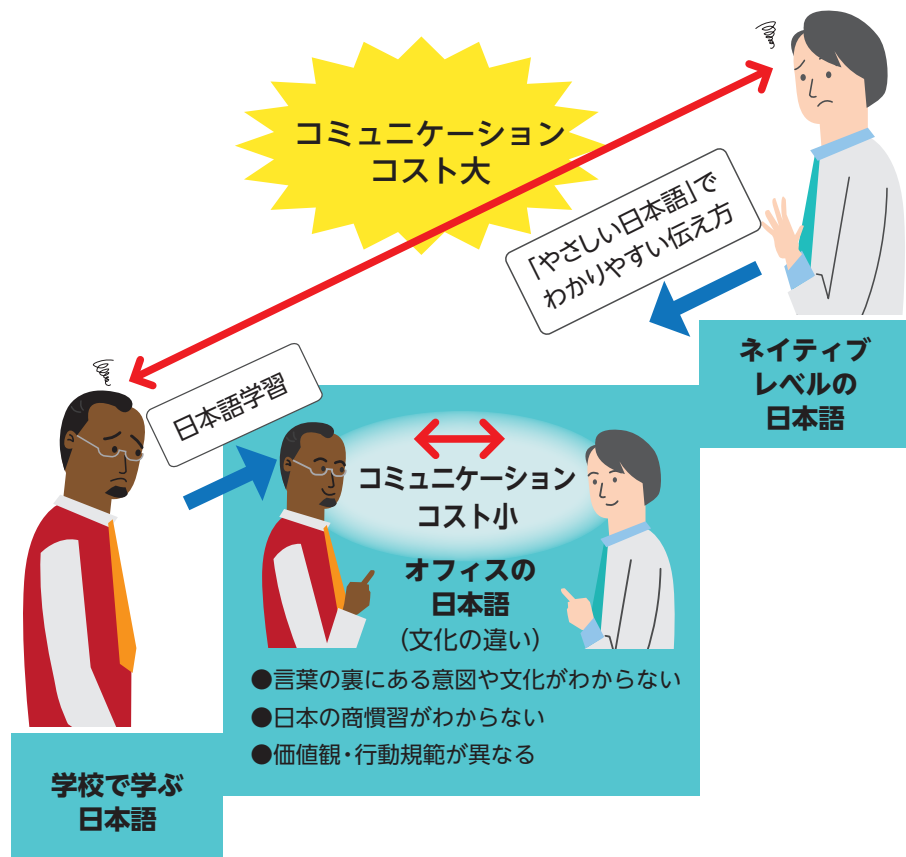 コミュニケーション
コスト大
「やさしい日本語」で
わかりやすい伝え方
ネイティブ
レベルの
日本語
日本語学習
コミュニケーション
コスト小
オフィスの
日本語
（文化の違い）
●言葉の裏にある意図や文化がわからない
●日本の商慣習がわからない
●価値観・行動規範が異なる
学校で学ぶ
日本語